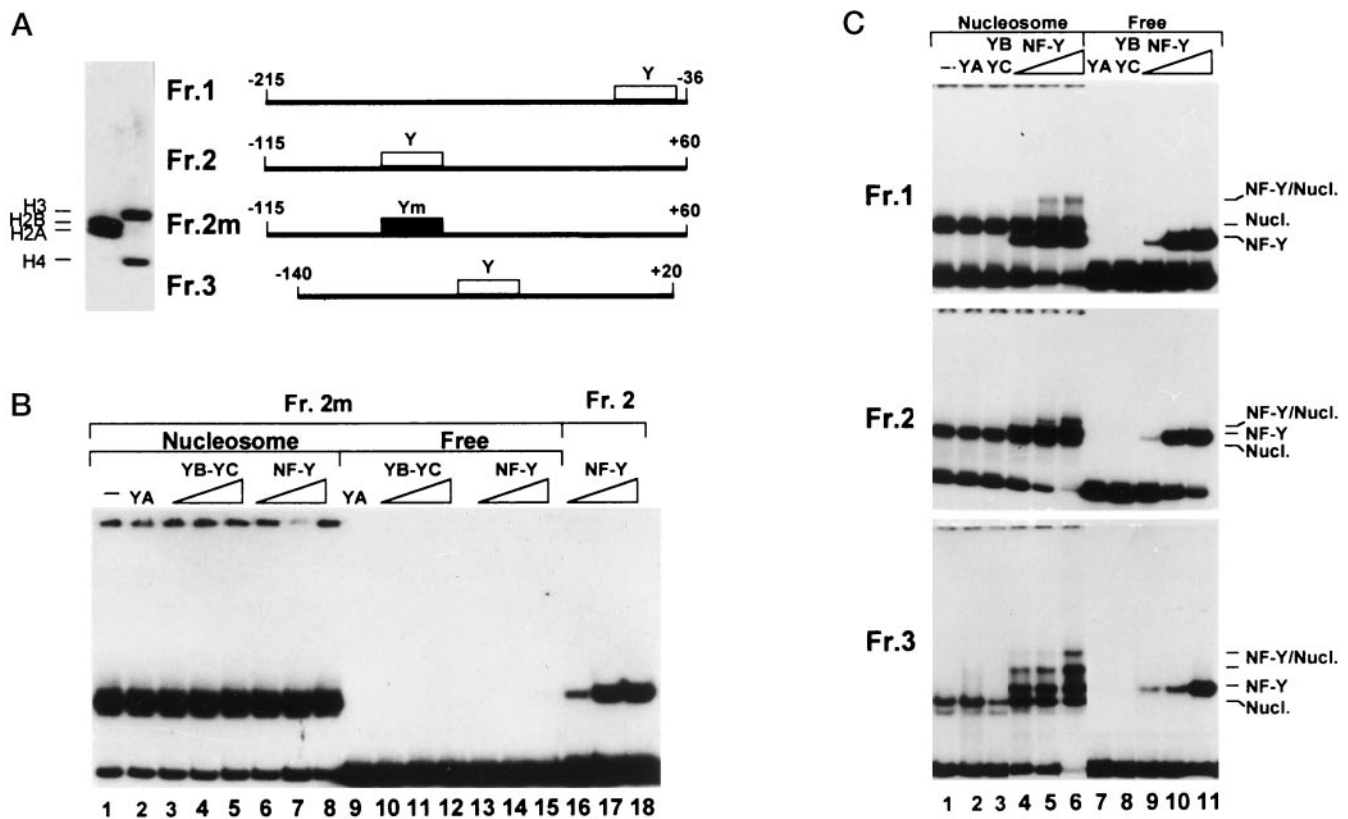 A
H3
H2B
H2A
H4
Fr.1
-215
Y
-36
Fr.2
-115
Y
+60
Fr.2m
-115
Ym
+60
Fr.3
-140
Y
+20
B
Fr. 2m
Fr. 2
Nucleosome
Free
YB-YC
NF-Y
YB-YC
NF-Y
NF-Y
— YA
YA
1 2 3 4 5 6 7 8 9 10 11 12 13 14 15 16 17 18
C
Nucleosome
Free
YB NF-Y
YB NF-Y
-- YA YC
YA YC
Fr.1
NF-Y/Nucl.
Nucl.
NF-Y
Fr.2
NF-Y/Nucl.
NF-Y
Nucl.
Fr.3
NF-Y/Nucl.
NF-Y
Nucl.
1 2 3 4 5 6 7 8 9 10 11